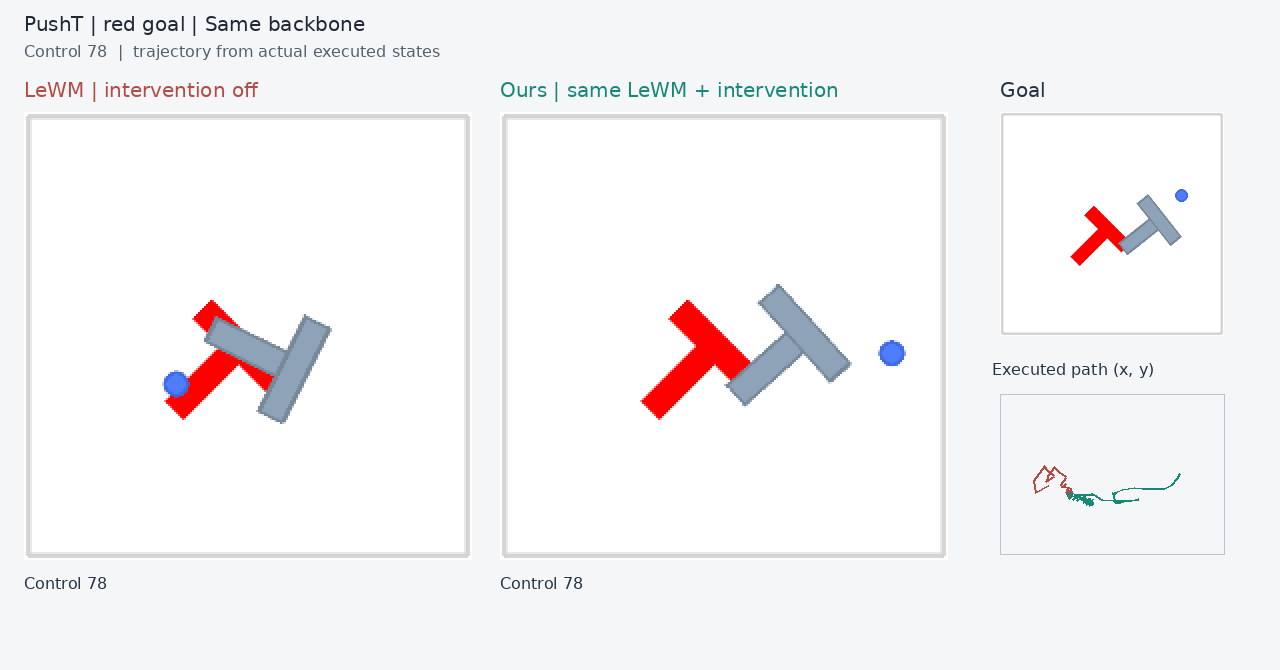 PushT | red goal | Same backbone
Control 78  |  trajectory from actual executed states
LeWM | intervention off
Ours | same LeWM + intervention
Goal
Executed path (x, y)
Control 78
Control 78